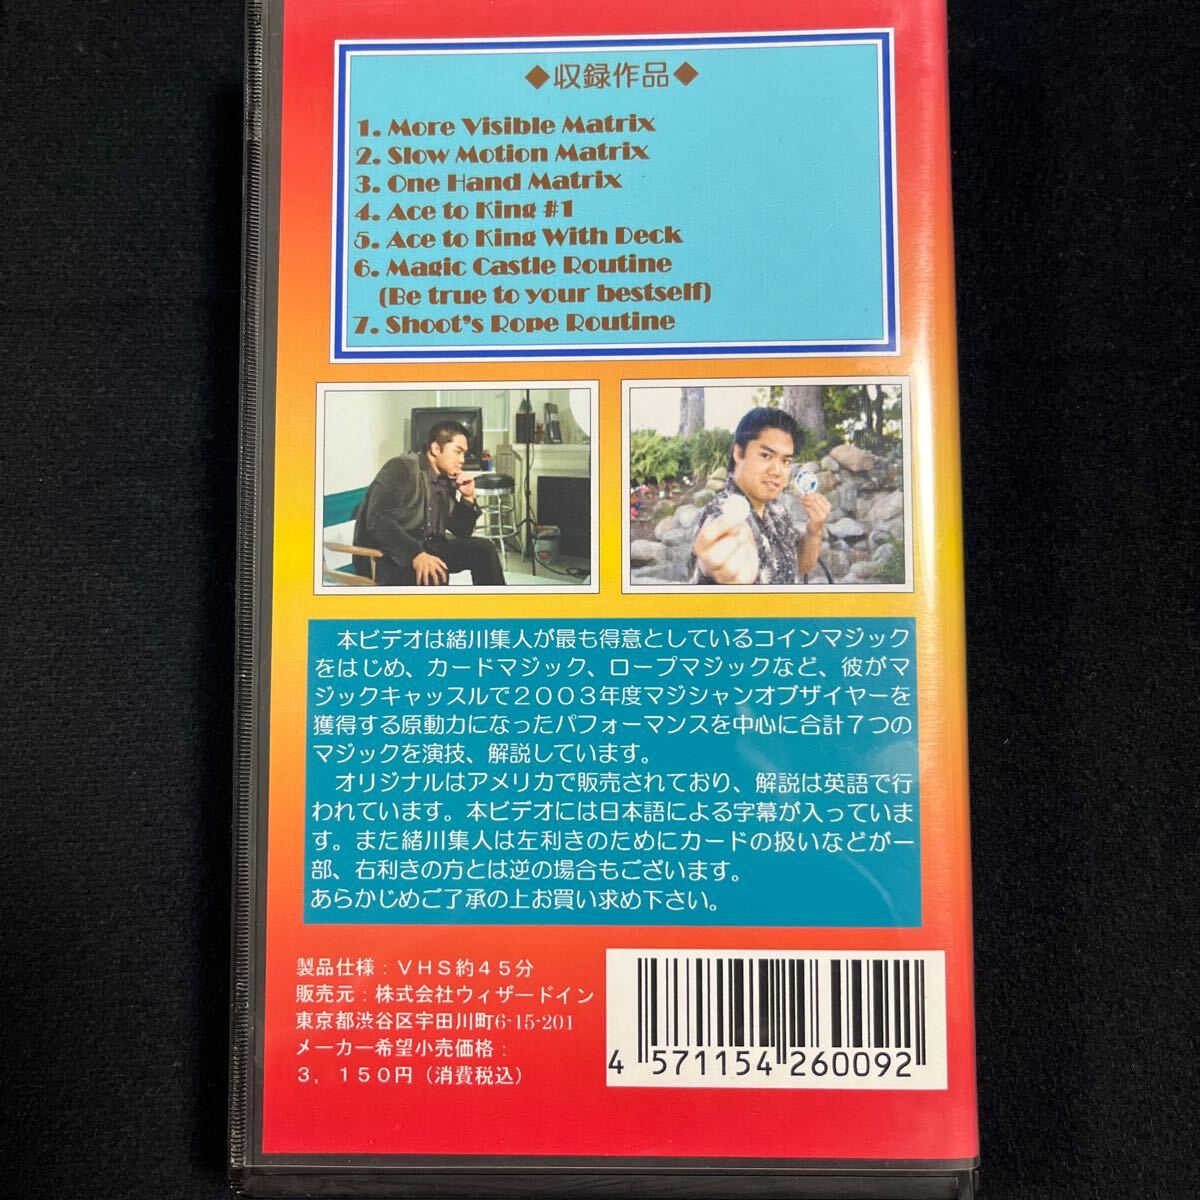 ◆収録作品◆
1. More Visible Matrix
2. Slow Motion Matrix
3. One Hand Matrix
4. Ace to King #1
5. Ace to King With Deck
6. Magic Castle Routine
(Be true to your bestself)
7. Shoot's Rope Routine
本ビデオは緒川集人が最も得意としているコインマジック
をはじめ、カードマジック、ロープマジックなど、彼がマ
ジックキャッスルで2003年度マジシャンオブザイヤーを
獲得する原動力になったパフォーマンスを中心に合計7つの
マジックを演技、解説しています。
オリジナルはアメリカで販売されており、解説は英語で行
われています。本ビデオには日本語による字幕が入っていま
す。また緒川集人は左利きのためにカードの扱いなどが一
部、右利きの方とは逆の場合もございます。
あらかじめご了承の上お買い求め下さい。
製品仕様：VHS約45分
販売元：株式会社ウィザードイン
東京都渋谷区宇田川町6-15-201
メーカー希望小売価格：
3，150円（消費税込）
4 571154 260092